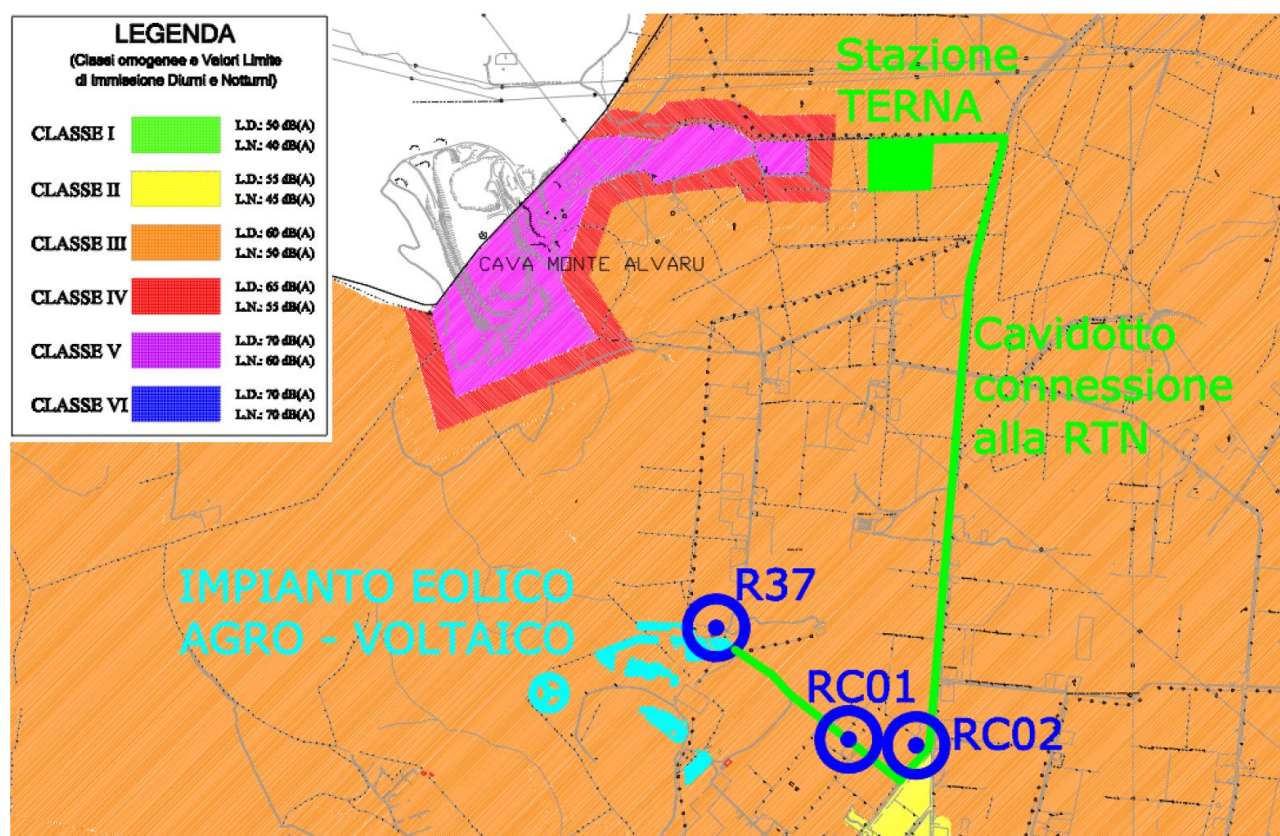 LEGENDA
(Classi omogenee e Valori Limite
di Immissione Diurni e Notturni)
CLASSE I
L.D.: 50 dB(A)
L.N.: 40 dB(A)
CLASSE II
L.D.: 55 dB(A)
L.N.: 45 dB(A)
CLASSE III
L.D.: 60 dB(A)
L.N.: 50 dB(A)
CLASSE IV
L.D.: 65 dB(A)
L.N.: 55 dB(A)
CLASSE V
L.D.: 70 dB(A)
L.N.: 60 dB(A)
CLASSE VI
L.D.: 70 dB(A)
L.N.: 70 dB(A)
Stazione
TERNA
CAVA MONTE ALVARU
Cavidotto
connessione
alla RTN
IMPIANTO EOLICO
AGRO - VOLTAICO
R37
RC01
RC02